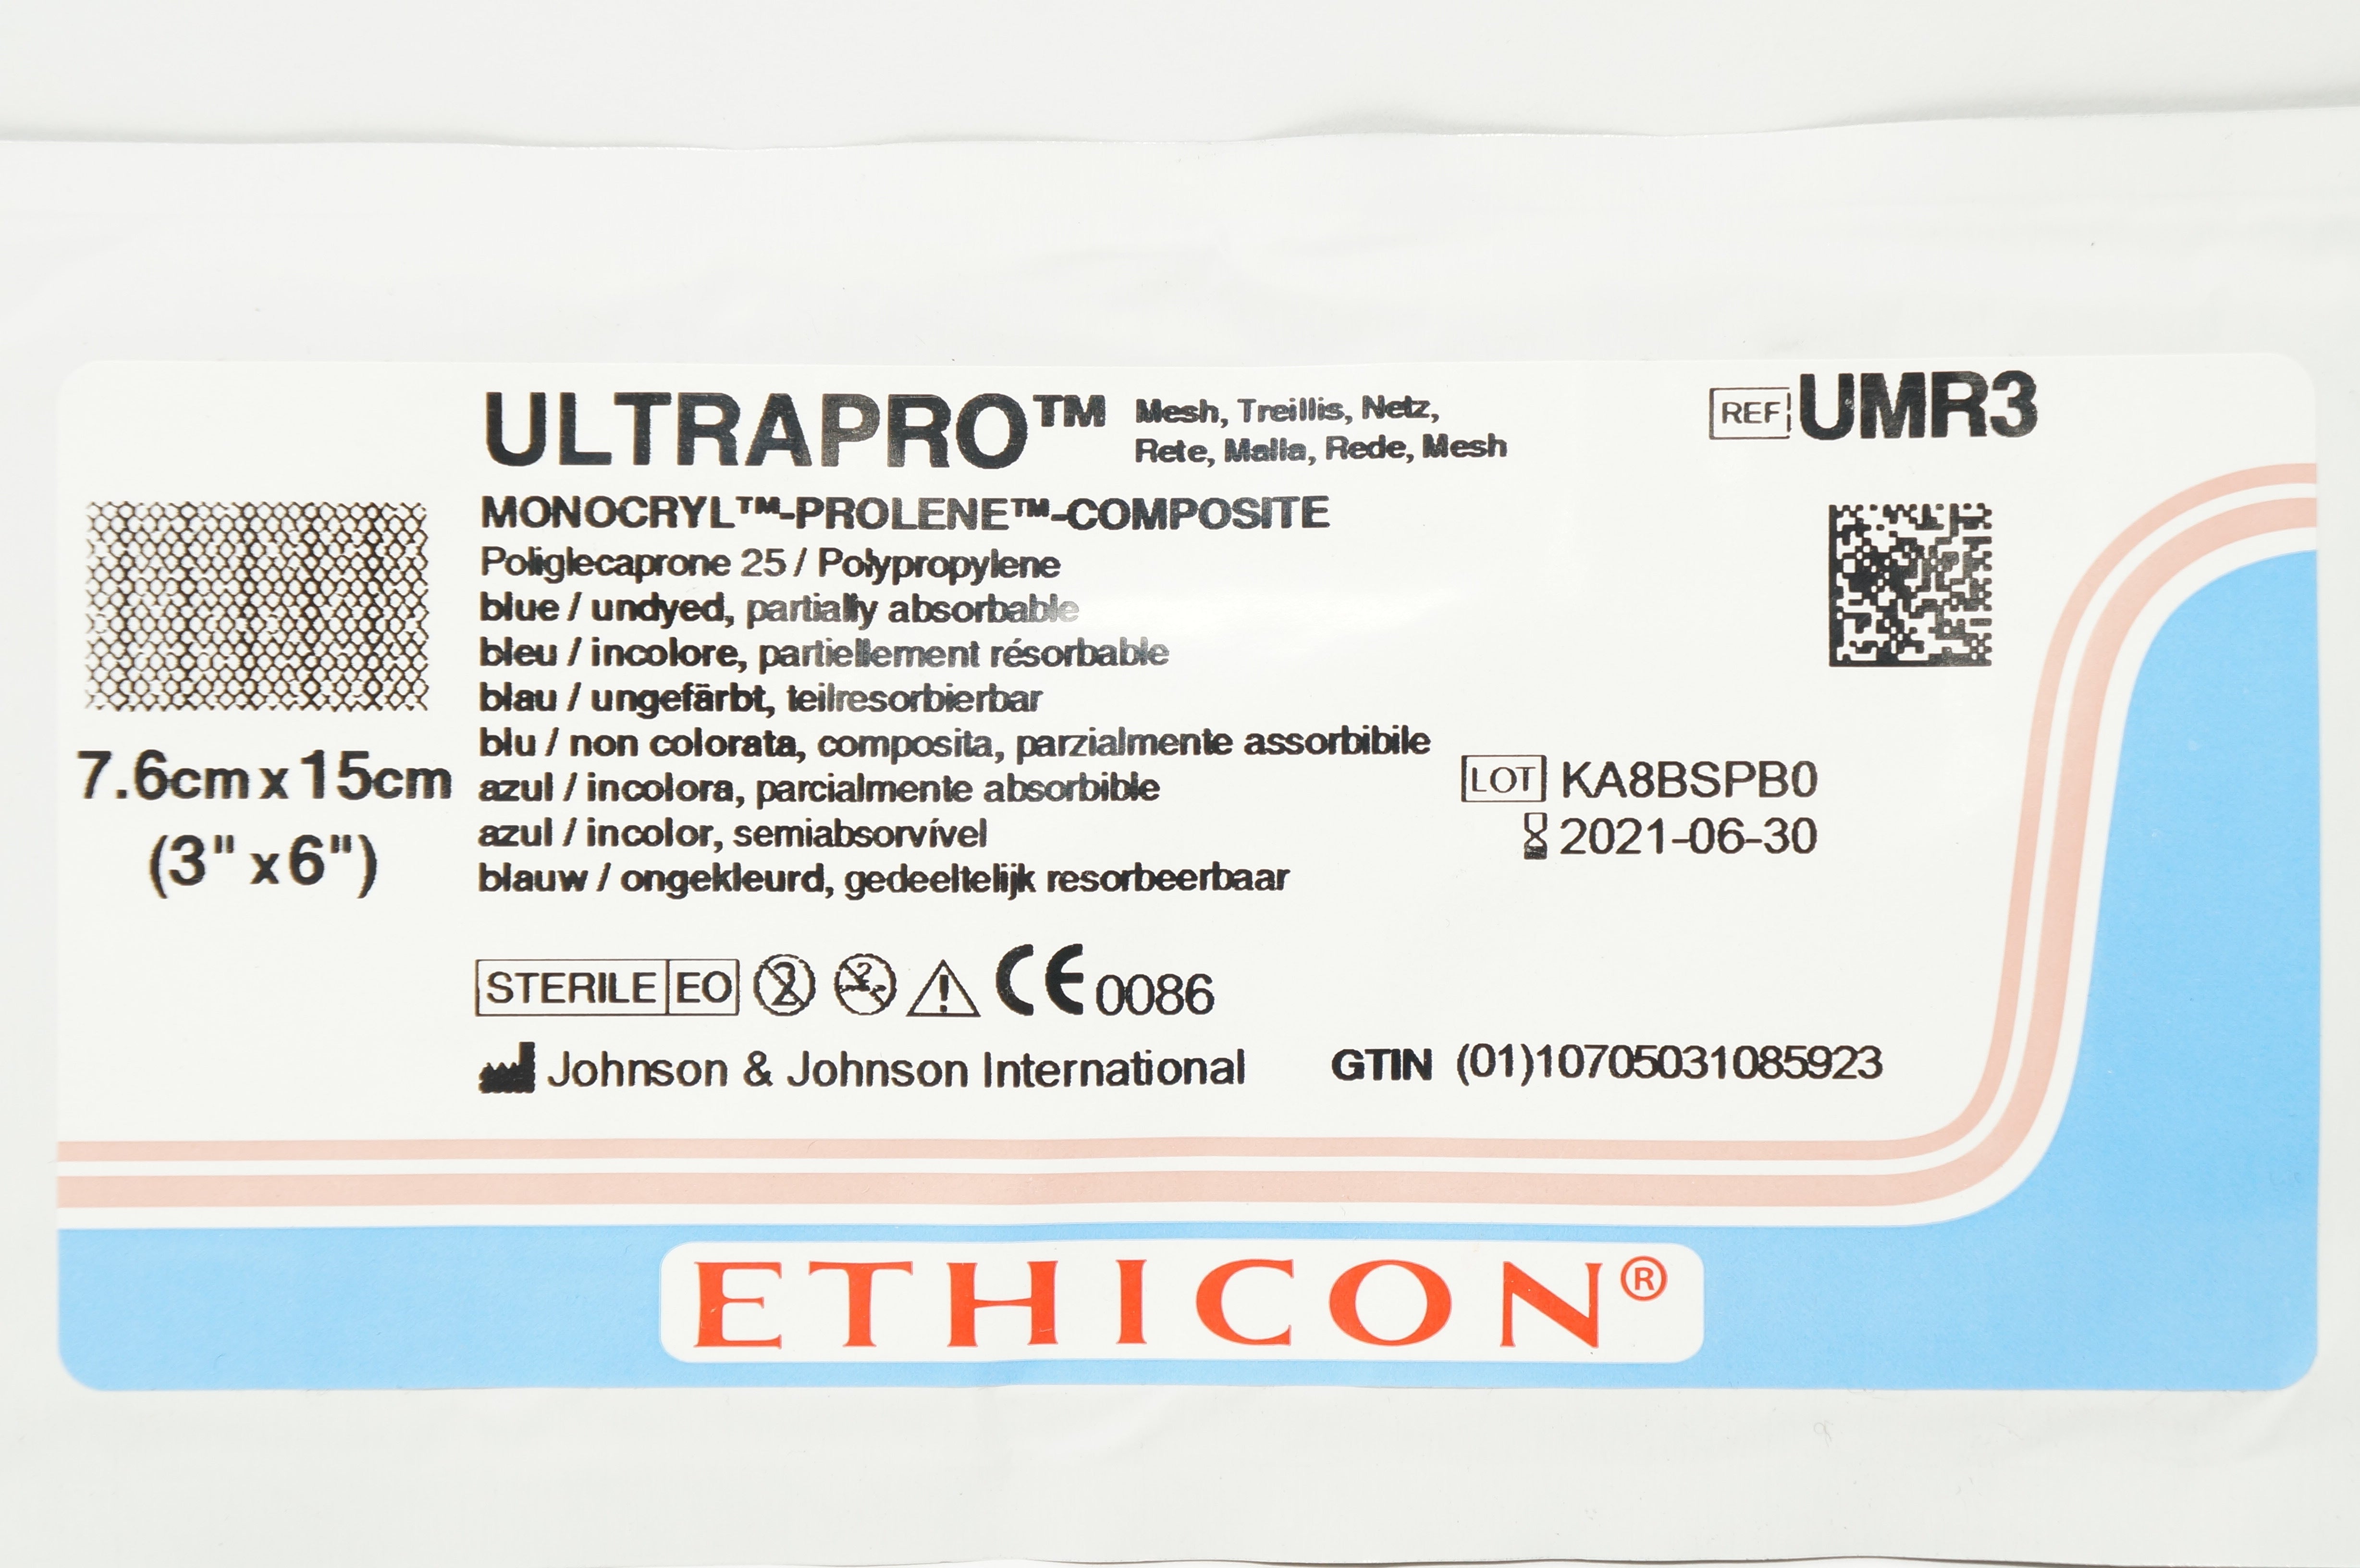 ULTRAPRO™ Mesh, Treillis, Netz,
Rete, Malla, Rede, Mesh
REF UMR3
MONOCRYL™-PROLENE™-COMPOSITE
Poliglecaprone 25 / Polypropylene
blue / undyed, partially absorbable
bleu / incolore, partiellement résorbable
blau / ungefärbt, teilresorbierbar
blu / non colorata, composita, parzialmente assorbibile
azul / incolora, parcialmente absorbible
azul / incolor, semiabsorvível
blauw / ongekleurd, gedeeltelijk resorbeerbaar
7.6cm x 15cm
(3" x 6")
LOT KA8BSPB0
2021-06-30
STERILE EO 2 2 ! CE 0086
Johnson & Johnson International
GTIN (01)10705031085923
ETHICON®